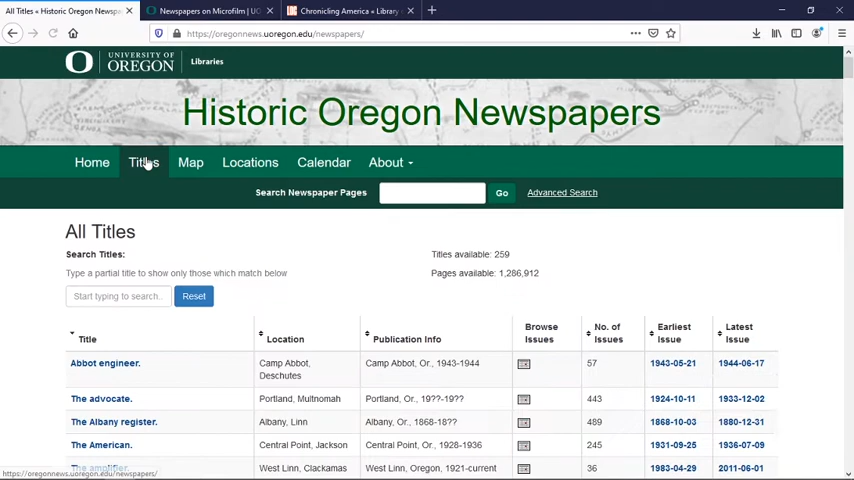 All Titles « Historic Oregon Newspa
Newspapers on Microfilm | UO
Chronicling America « Library
https://oregonnews.uoregon.edu/newspapers/
UNIVERSITY OF
OREGON
Libraries
Historic Oregon Newspapers
Home
Titles
Map
Locations
Calendar
About
Search Newspaper Pages
Go
Advanced Search
All Titles
Search Titles:
Titles available: 259
Type a partial title to show only those which match below
Pages available: 1,286,912
Start typing to search..
Reset
Title
Location
Publication Info
Browse Issues
No. of Issues
Earliest Issue
Latest Issue
Abbot engineer.
Camp Abbot, Deschutes
Camp Abbot, Or., 1943-1944
57
1943-05-21
1944-06-17
The advocate.
Portland, Multnomah
Portland, Or., 19??-19??
443
1924-10-11
1933-12-02
The Albany register.
Albany, Linn
Albany, Or., 1868-18??
489
1868-10-03
1880-12-31
The American.
Central Point, Jackson
Central Point, Or., 1928-1936
245
1931-09-25
1936-07-09
The amplifier.
West Linn, Clackamas
West Linn, Oregon, 1921-current
36
1983-04-29
2011-06-01
https://oregonnews.uoregon.edu/newspapers/